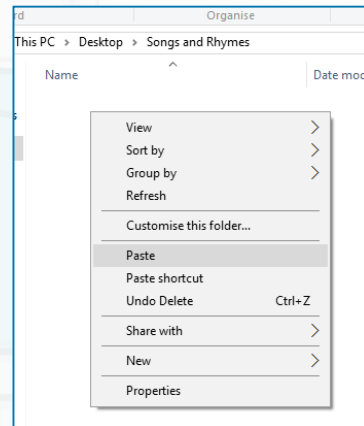 rd Organise
This PC > Desktop > Songs and Rhymes
Name Date mod
s
View
Sort by
Group by
Refresh
Customise this folder...
Paste
Paste shortcut
Undo Delete Ctrl+Z
Share with
New
Properties